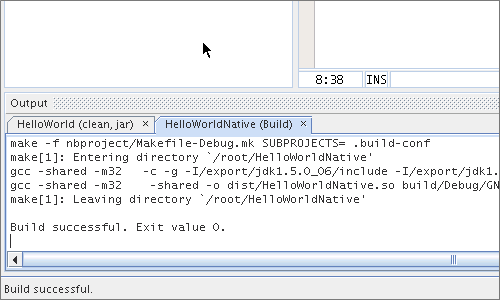 8:38 INS
Output
HelloWorld (clean, jar) × HelloWorldNative (Build) ×
make -f nbproject/Makefile-Debug.mk SUBPROJECTS= .build-conf
make[1]: Entering directory `/root/HelloWorldNative'
gcc -shared -m32 -c -g -I/export/jdk1.5.0_06/include -I/export/jdk1.
gcc -shared -m32 -shared -o dist/HelloWorldNative.so build/Debug/GN
make[1]: Leaving directory `/root/HelloWorldNative'
Build successful. Exit value 0.
Build successful.